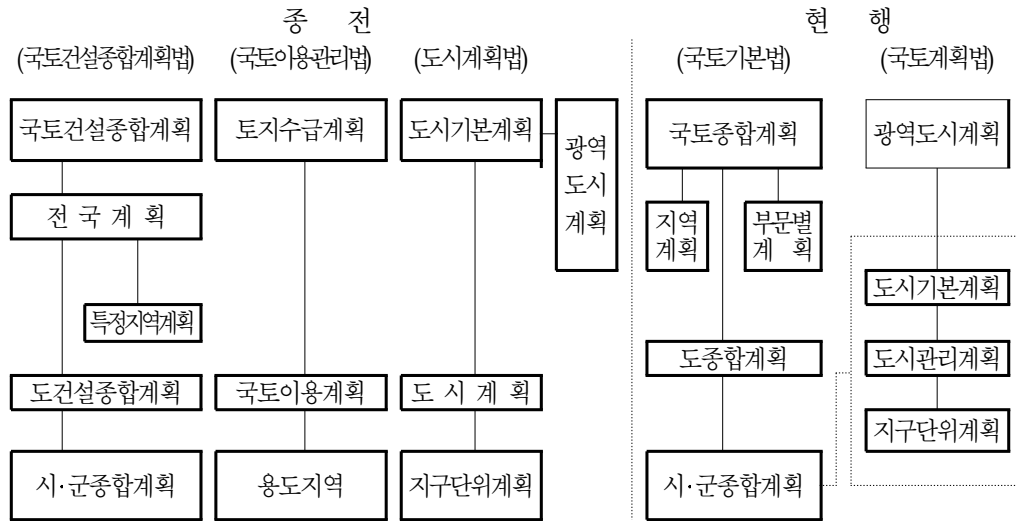 종 전
현 행
(국토건설종합계획법)
(국토이용관리법)
(도시계획법)
(국토기본법)
(국토계획법)
국토건설종합계획
토지수급계획
도시기본계획
광역
도시
계획
국토종합계획
광역도시계획
전 국 계 획
지역
계획
부문별
계 획
특정지역계획
도시기본계획
도건설종합계획
국토이용계획
도 시 계 획
도종합계획
도시관리계획
지구단위계획
시·군종합계획
용도지역
지구단위계획
시·군종합계획